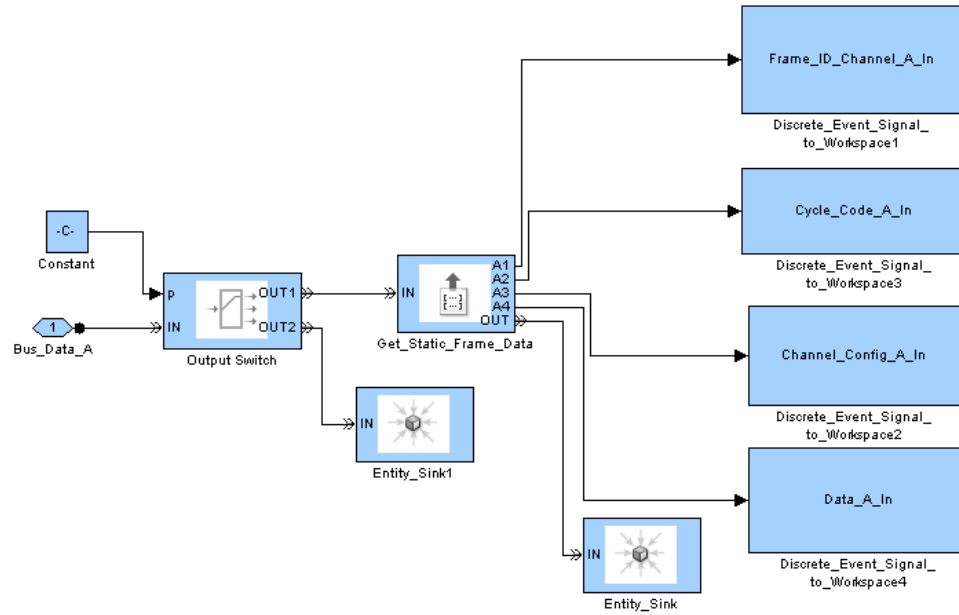 Frame_ID_Channel_A_In
Discrete_Event_Signal_
to_Workspace1
Cycle_Code_A_In
Discrete_Event_Signal_
to_Workspace3
-C-
Constant
p
IN
OUT1
OUT2
Output Switch
1
Bus_Data_A
IN
[:::]
A1
A2
A3
A4
OUT
Get_Static_Frame_Data
Channel_Config_A_In
Discrete_Event_Signal_
to_Workspace2
IN
Entity_Sink1
Data_A_In
Discrete_Event_Signal_
to_Workspace4
IN
Entity_Sink